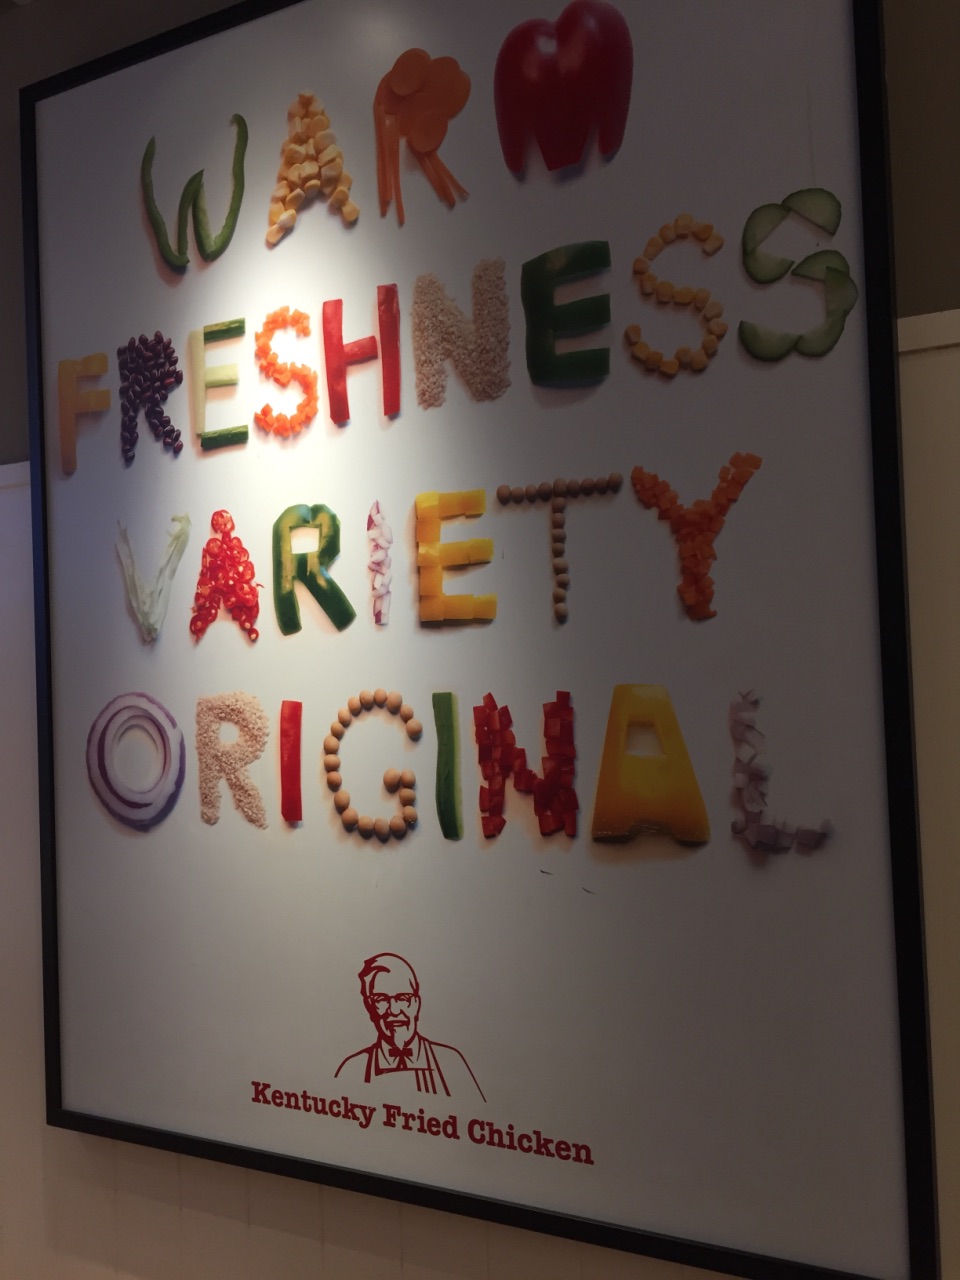 WARM
FRESHNESS
VARIETY
ORIGINAL
Kentucky Fried Chicken